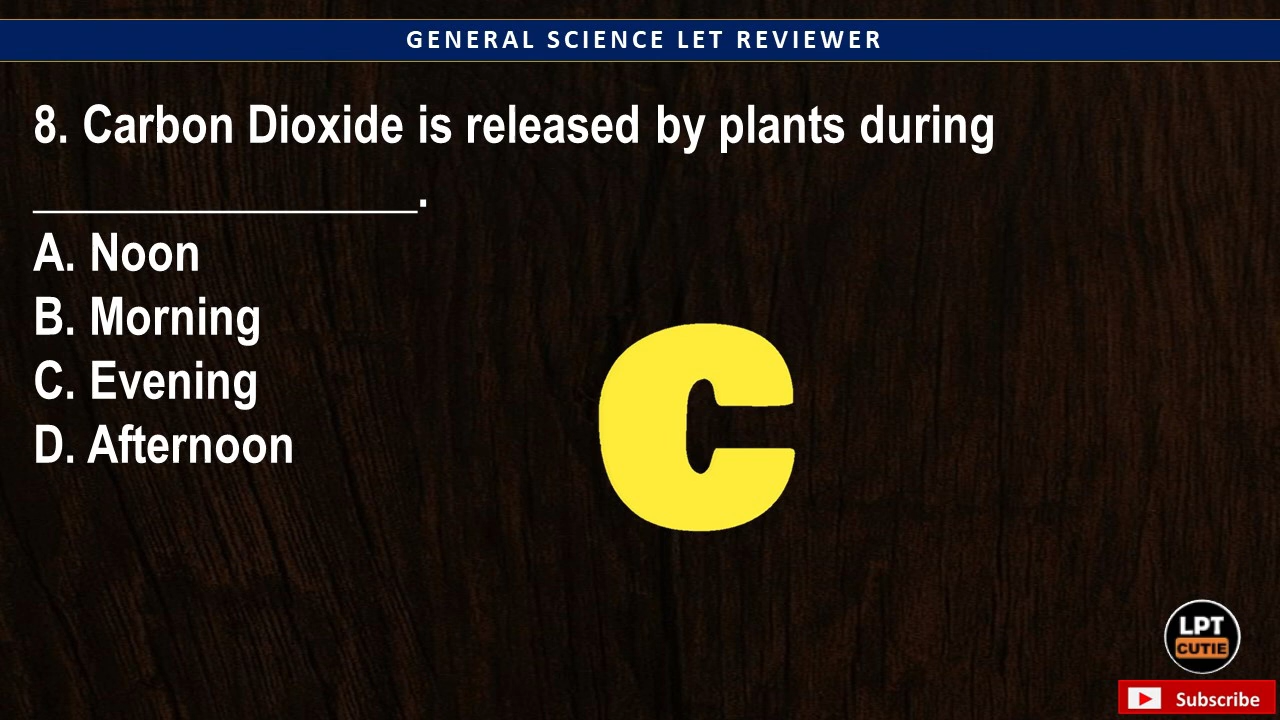 GENERAL SCIENCE LET REVIEWER
8. Carbon Dioxide is released by plants during
________________.
A. Noon
B. Morning
C. Evening
D. Afternoon
C
LPT
CUTIE
Subscribe